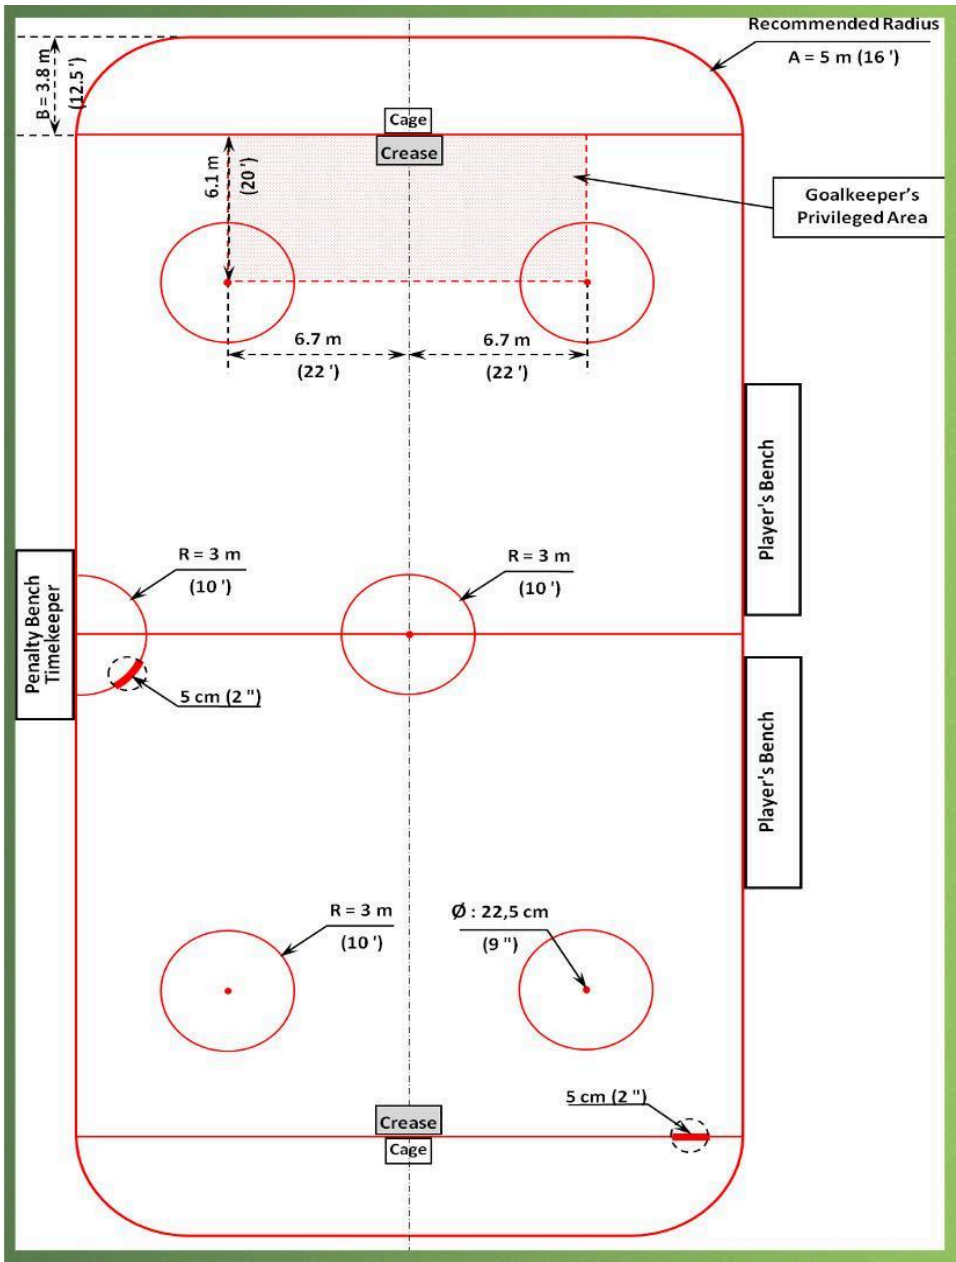 Recommended Radius
A = 5 m (16 ')
B = 3.8 m
(12.5 ')
Cage
Crease
6.1 m
(20 ')
Goalkeeper's
Privileged Area
6.7 m
(22 ')
6.7 m
(22 ')
Player's Bench
R = 3 m
(10 ')
R = 3 m
(10 ')
Penalty Bench
Timekeeper
5 cm (2 ")
Player's Bench
R = 3 m
(10 ')
Ø : 22,5 cm
(9 ")
5 cm (2 ")
Crease
Cage